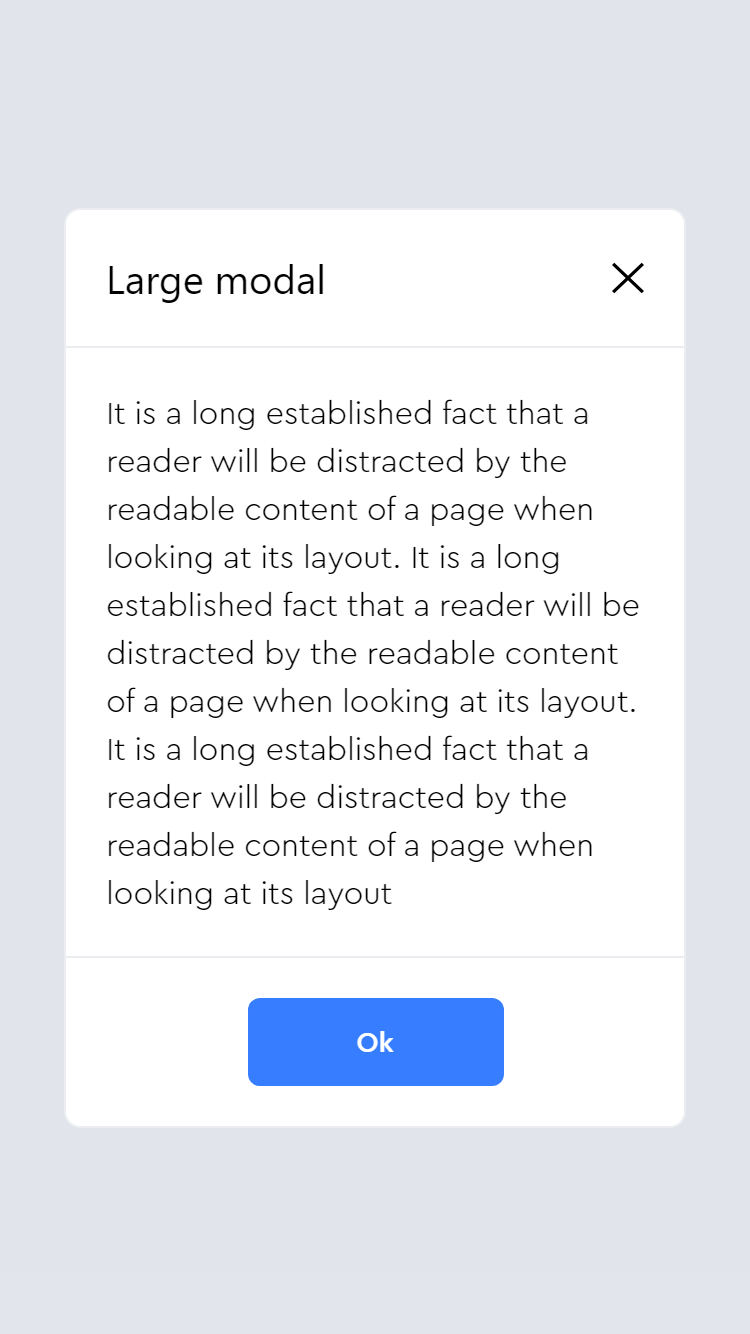 Large modal
It is a long established fact that a
reader will be distracted by the
readable content of a page when
looking at its layout. It is a long
established fact that a reader will be
distracted by the readable content
of a page when looking at its layout.
It is a long established fact that a
reader will be distracted by the
readable content of a page when
looking at its layout
Ok